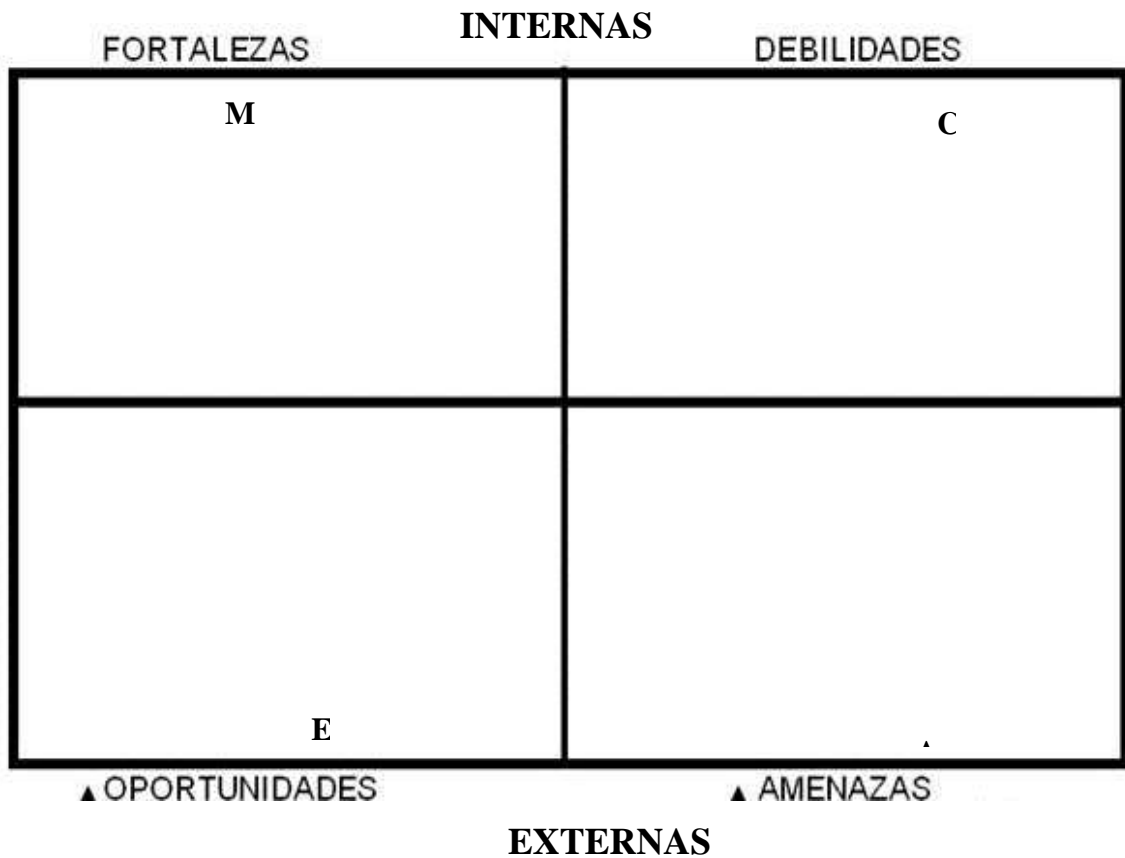 INTERNAS
FORTALEZAS DEBILIDADES
M C
E
▲ OPORTUNIDADES ▲ AMENAZAS
EXTERNAS